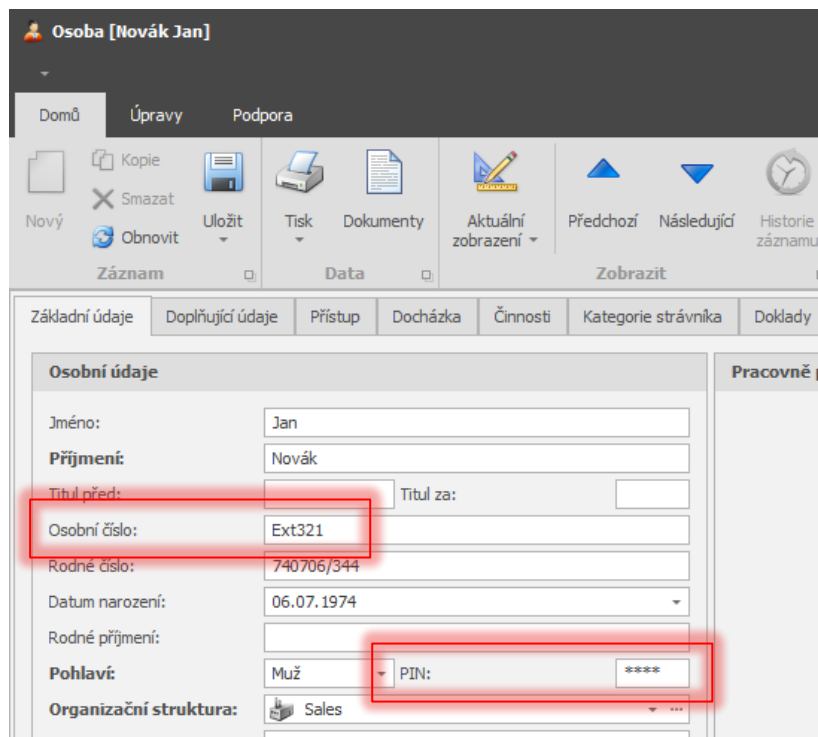 Osoba [Novák Jan]
Domů Úpravy Podpora
Nový Kopie Smazat Obnovit Uložit Tisk Dokumenty Aktuální zobrazení Předchozí Následující Historie záznamu
Záznam Data Zobrazit
Základní údaje Doplňující údaje Přístup Docházka Činnosti Kategorie strávníka Doklady
Osobní údaje Pracovně
Jméno: Jan
Příjmení: Novák
Titul před: Titul za:
Osobní číslo: Ext321
Rodné číslo: 740706/344
Datum narození: 06.07.1974
Rodné příjmení:
Pohlaví: Muž PIN: ****
Organizační struktura: Sales ...